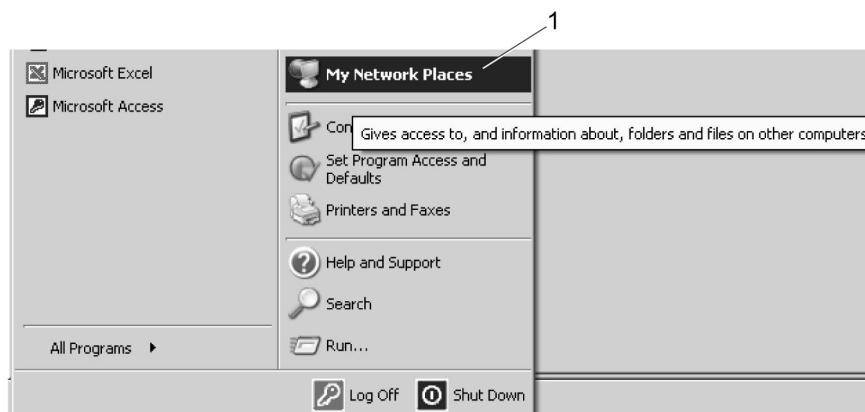 1
Microsoft Excel
Microsoft Access
All Programs
My Network Places
Con
Gives access to, and information about, folders and files on other computers
Set Program Access and
Defaults
Printers and Faxes
Help and Support
Search
Run...
Log Off
Shut Down